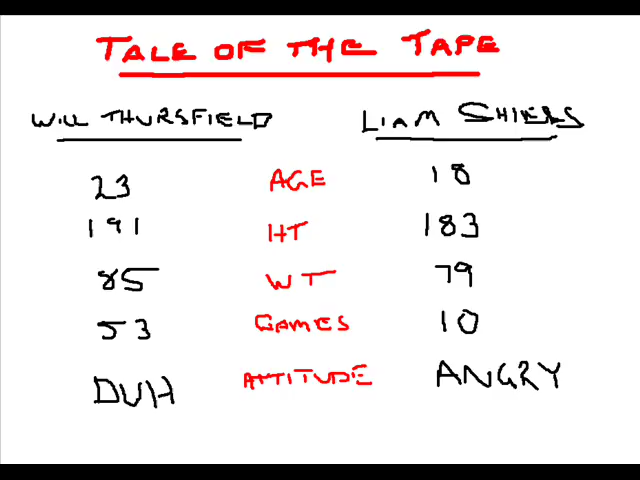 TALE OF THE TAPE
WILL THURSFIELD LIAM SHIERS
23 AGE 18
191 HT 183
85 WT 79
53 GAMES 10
DUH ATTITUDE ANGRY